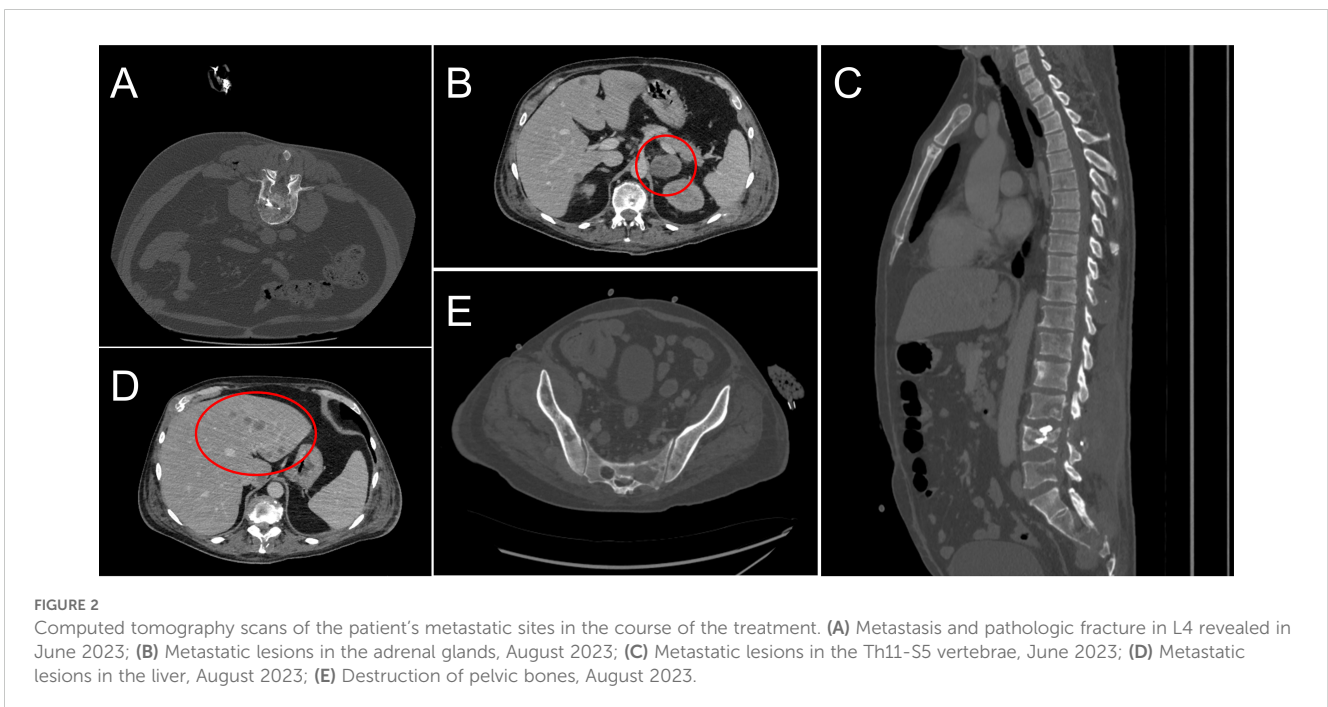 A
B
C
D
E
FIGURE 2
Computed tomography scans of the patient's metastatic sites in the course of the treatment. (A) Metastasis and pathologic fracture in L4 revealed in
June 2023; (B) Metastatic lesions in the adrenal glands, August 2023; (C) Metastatic lesions in the Th11-S5 vertebrae, June 2023; (D) Metastatic
lesions in the liver, August 2023; (E) Destruction of pelvic bones, August 2023.